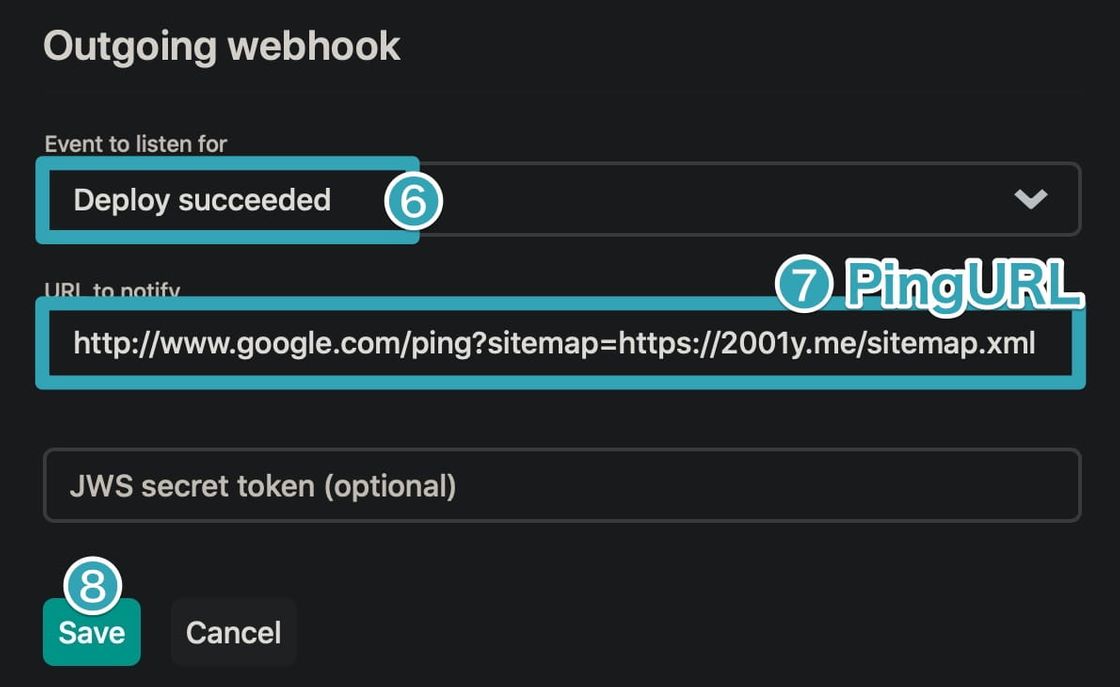 Outgoing webhook
Event to listen for
Deploy succeeded
⑥
URL to notify
⑦ PingURL
http://www.google.com/ping?sitemap=https://2001y.me/sitemap.xml
JWS secret token (optional)
⑧
Save
Cancel